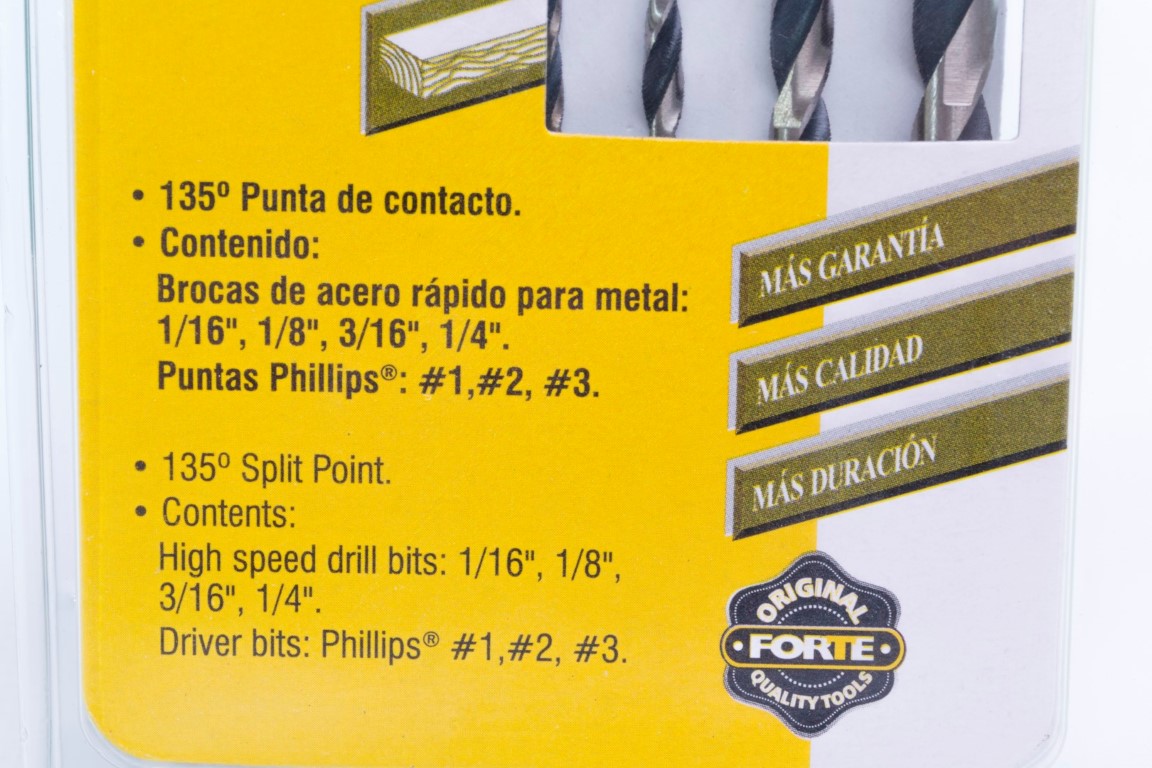 • 135º Punta de contacto.
• Contenido:
Brocas de acero rápido para metal:
1/16", 1/8", 3/16", 1/4".
Puntas Phillips®: #1,#2, #3.
• 135º Split Point.
• Contents:
High speed drill bits: 1/16", 1/8",
3/16", 1/4".
Driver bits: Phillips® #1,#2, #3.
MÁS GARANTÍA
MÁS CALIDAD
MÁS DURACIÓN
ORIGINAL
• FORTE •
QUALITY TOOLS